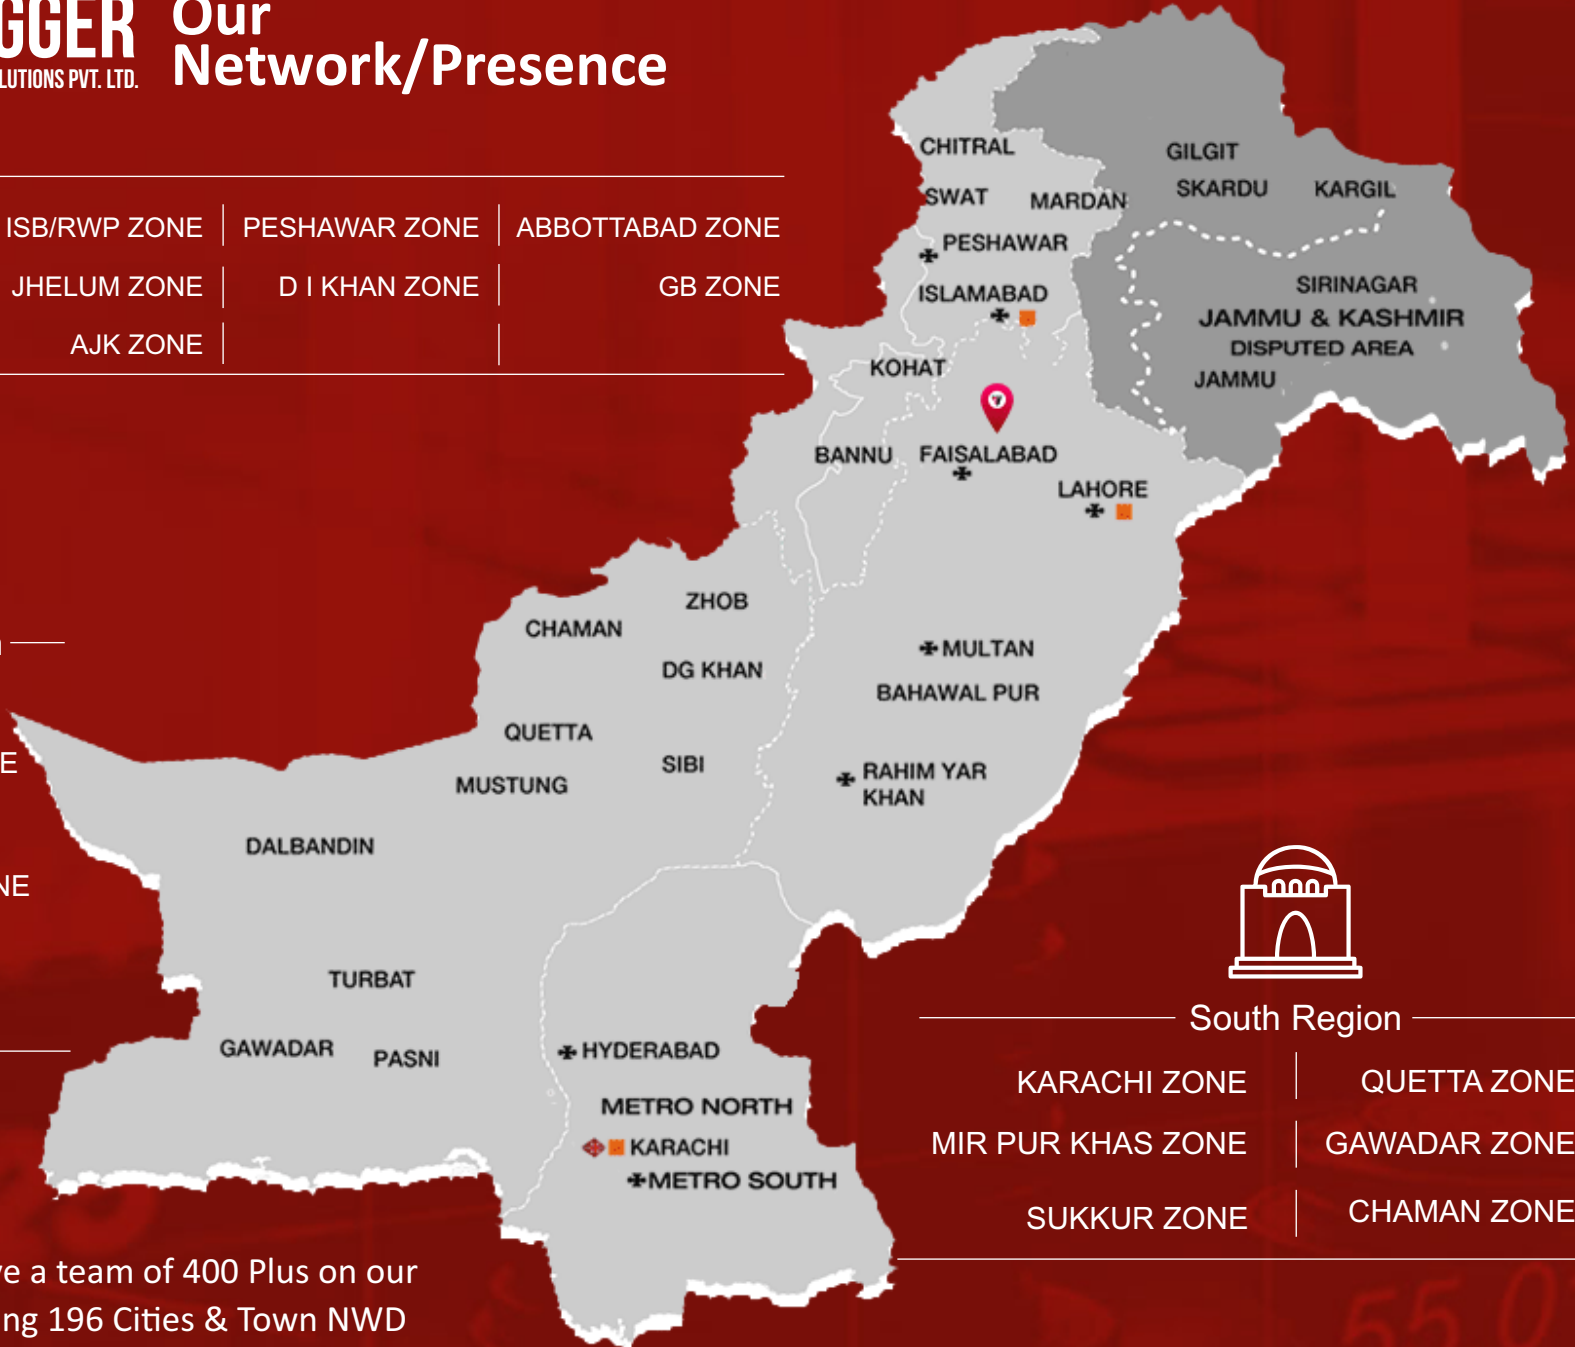 GGER
LUTIONS PVT. LTD.
Our
Network/Presence
ISB/RWP ZONE
PESHAWAR ZONE
ABBOTTABAD ZONE
JHELUM ZONE
D I KHAN ZONE
GB ZONE
AJK ZONE
CHITRAL
GILGIT
SWAT
MARDAN
SKARDU
KARGIL
PESHAWAR
ISLAMABAD
SIRINAGAR
JAMMU & KASHMIR
DISPUTED AREA
KOHAT
JAMMU
BANNU
FAISALABAD
LAHORE
ZHOB
CHAMAN
MULTAN
DG KHAN
BAHAWAL PUR
QUETTA
SIBI
MUSTUNG
RAHIM YAR
KHAN
DALBANDIN
TURBAT
GAWADAR
PASNI
HYDERABAD
METRO NORTH
KARACHI
METRO SOUTH
E
NE
South Region
KARACHI ZONE
QUETTA ZONE
MIR PUR KHAS ZONE
GAWADAR ZONE
SUKKUR ZONE
CHAMAN ZONE
ve a team of 400 Plus on our
ng 196 Cities & Town NWD